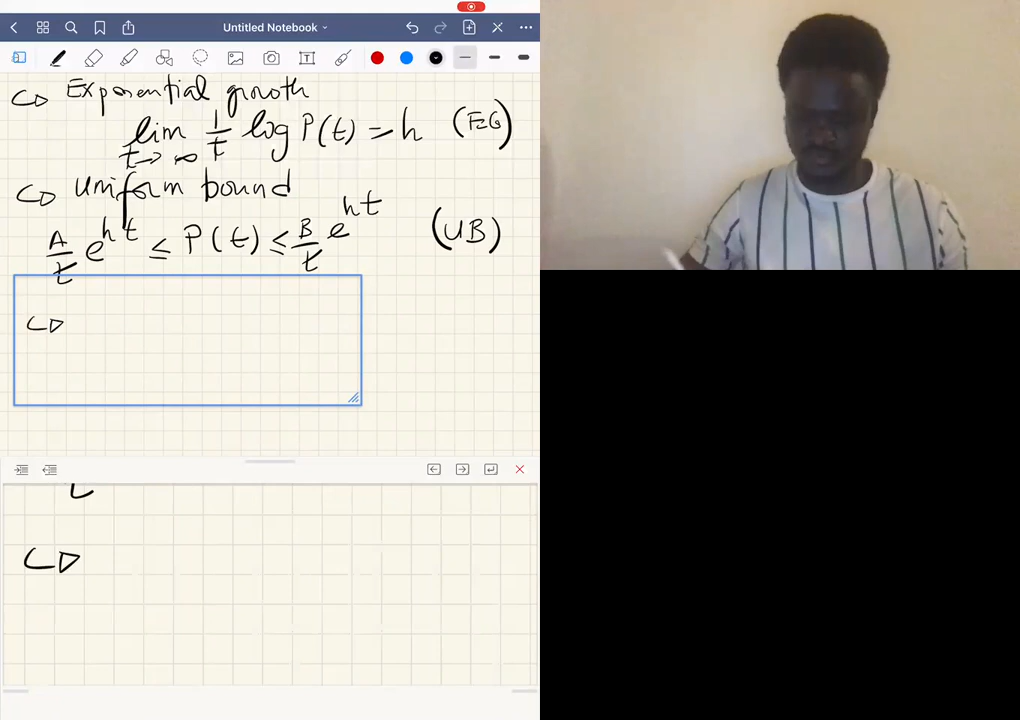 Untitled Notebook
Exponential growth
lim t→∞ 1/t log P(t) = h (EG)
Uniform bound
A/t e^{ht} ≤ P(t) ≤ B/t e^{ht} (UB)